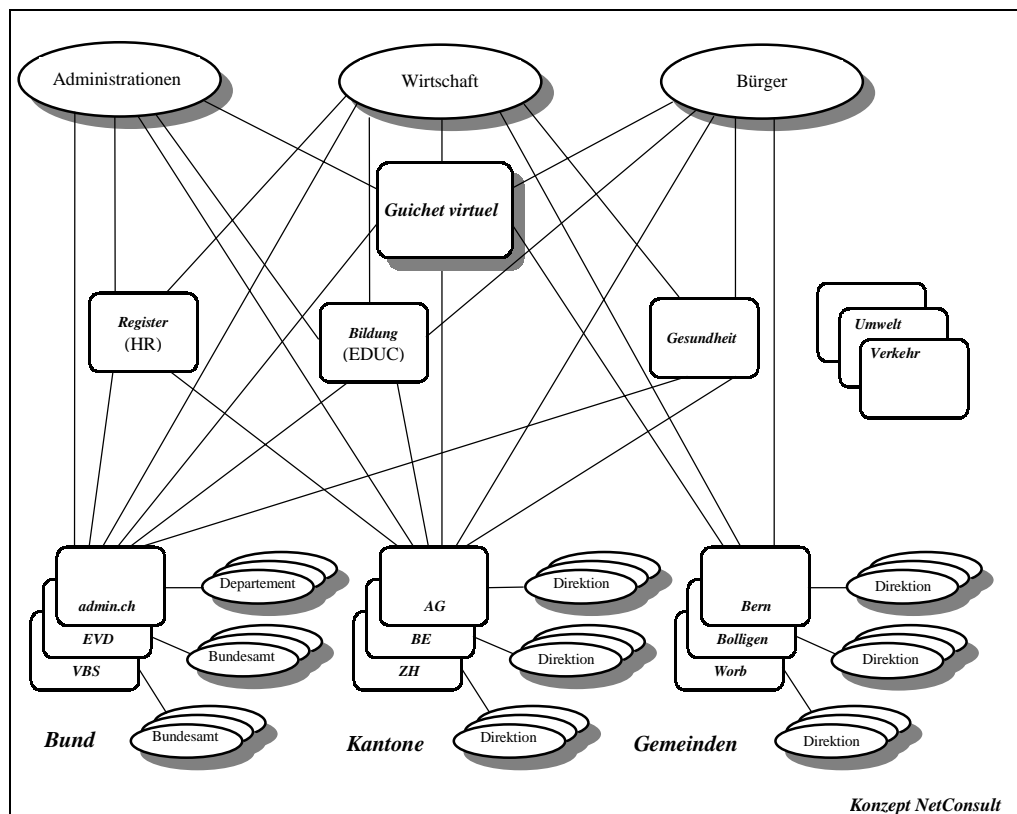 Administrationen
Wirtschaft
Bürger
Guichet virtuel
Register
(HR)
Bildung
(EDUC)
Gesundheit
Umwelt
Verkehr
admin.ch
EVD
VBS
Departement
Bundesamt
Bundesamt
Bund
AG
BE
ZH
Direktion
Direktion
Direktion
Kantone
Bern
Bolligen
Worb
Direktion
Direktion
Direktion
Gemeinden
Konzept NetConsult